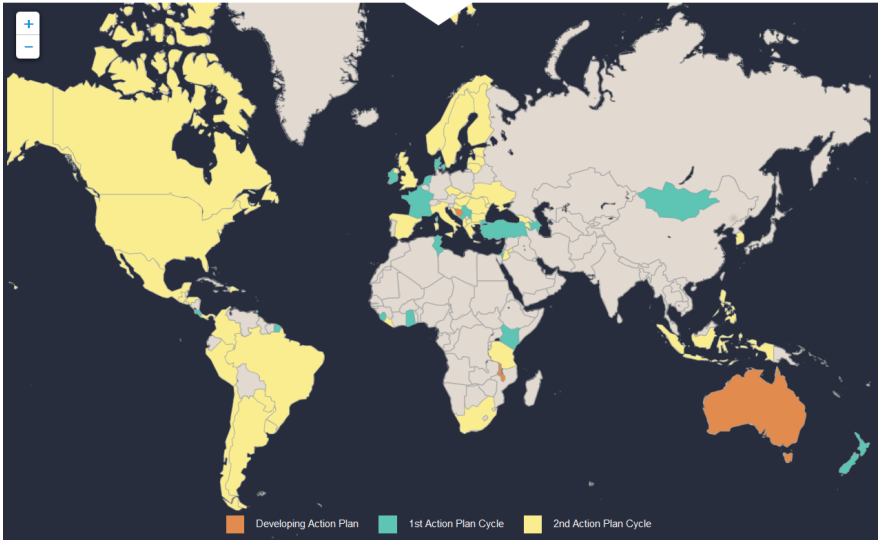 +
−
Developing Action Plan
1st Action Plan Cycle
2nd Action Plan Cycle